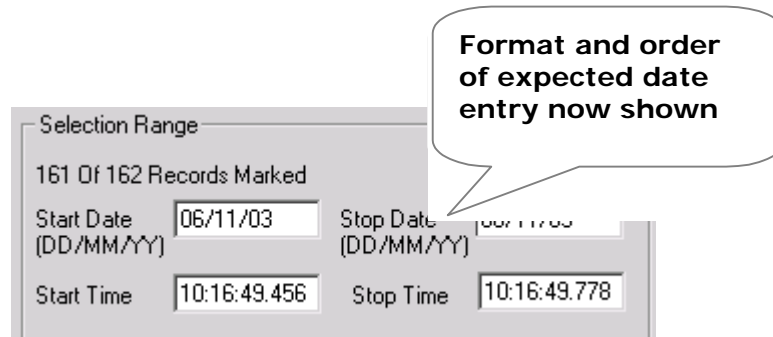 Format and order
of expected date
entry now shown
Selection Range
161 Of 162 Records Marked
Start Date 06/11/03 Stop Date
(DD/MM/YY) (DD/MM/YY)
Start Time 10:16:49.456 Stop Time 10:16:49.778